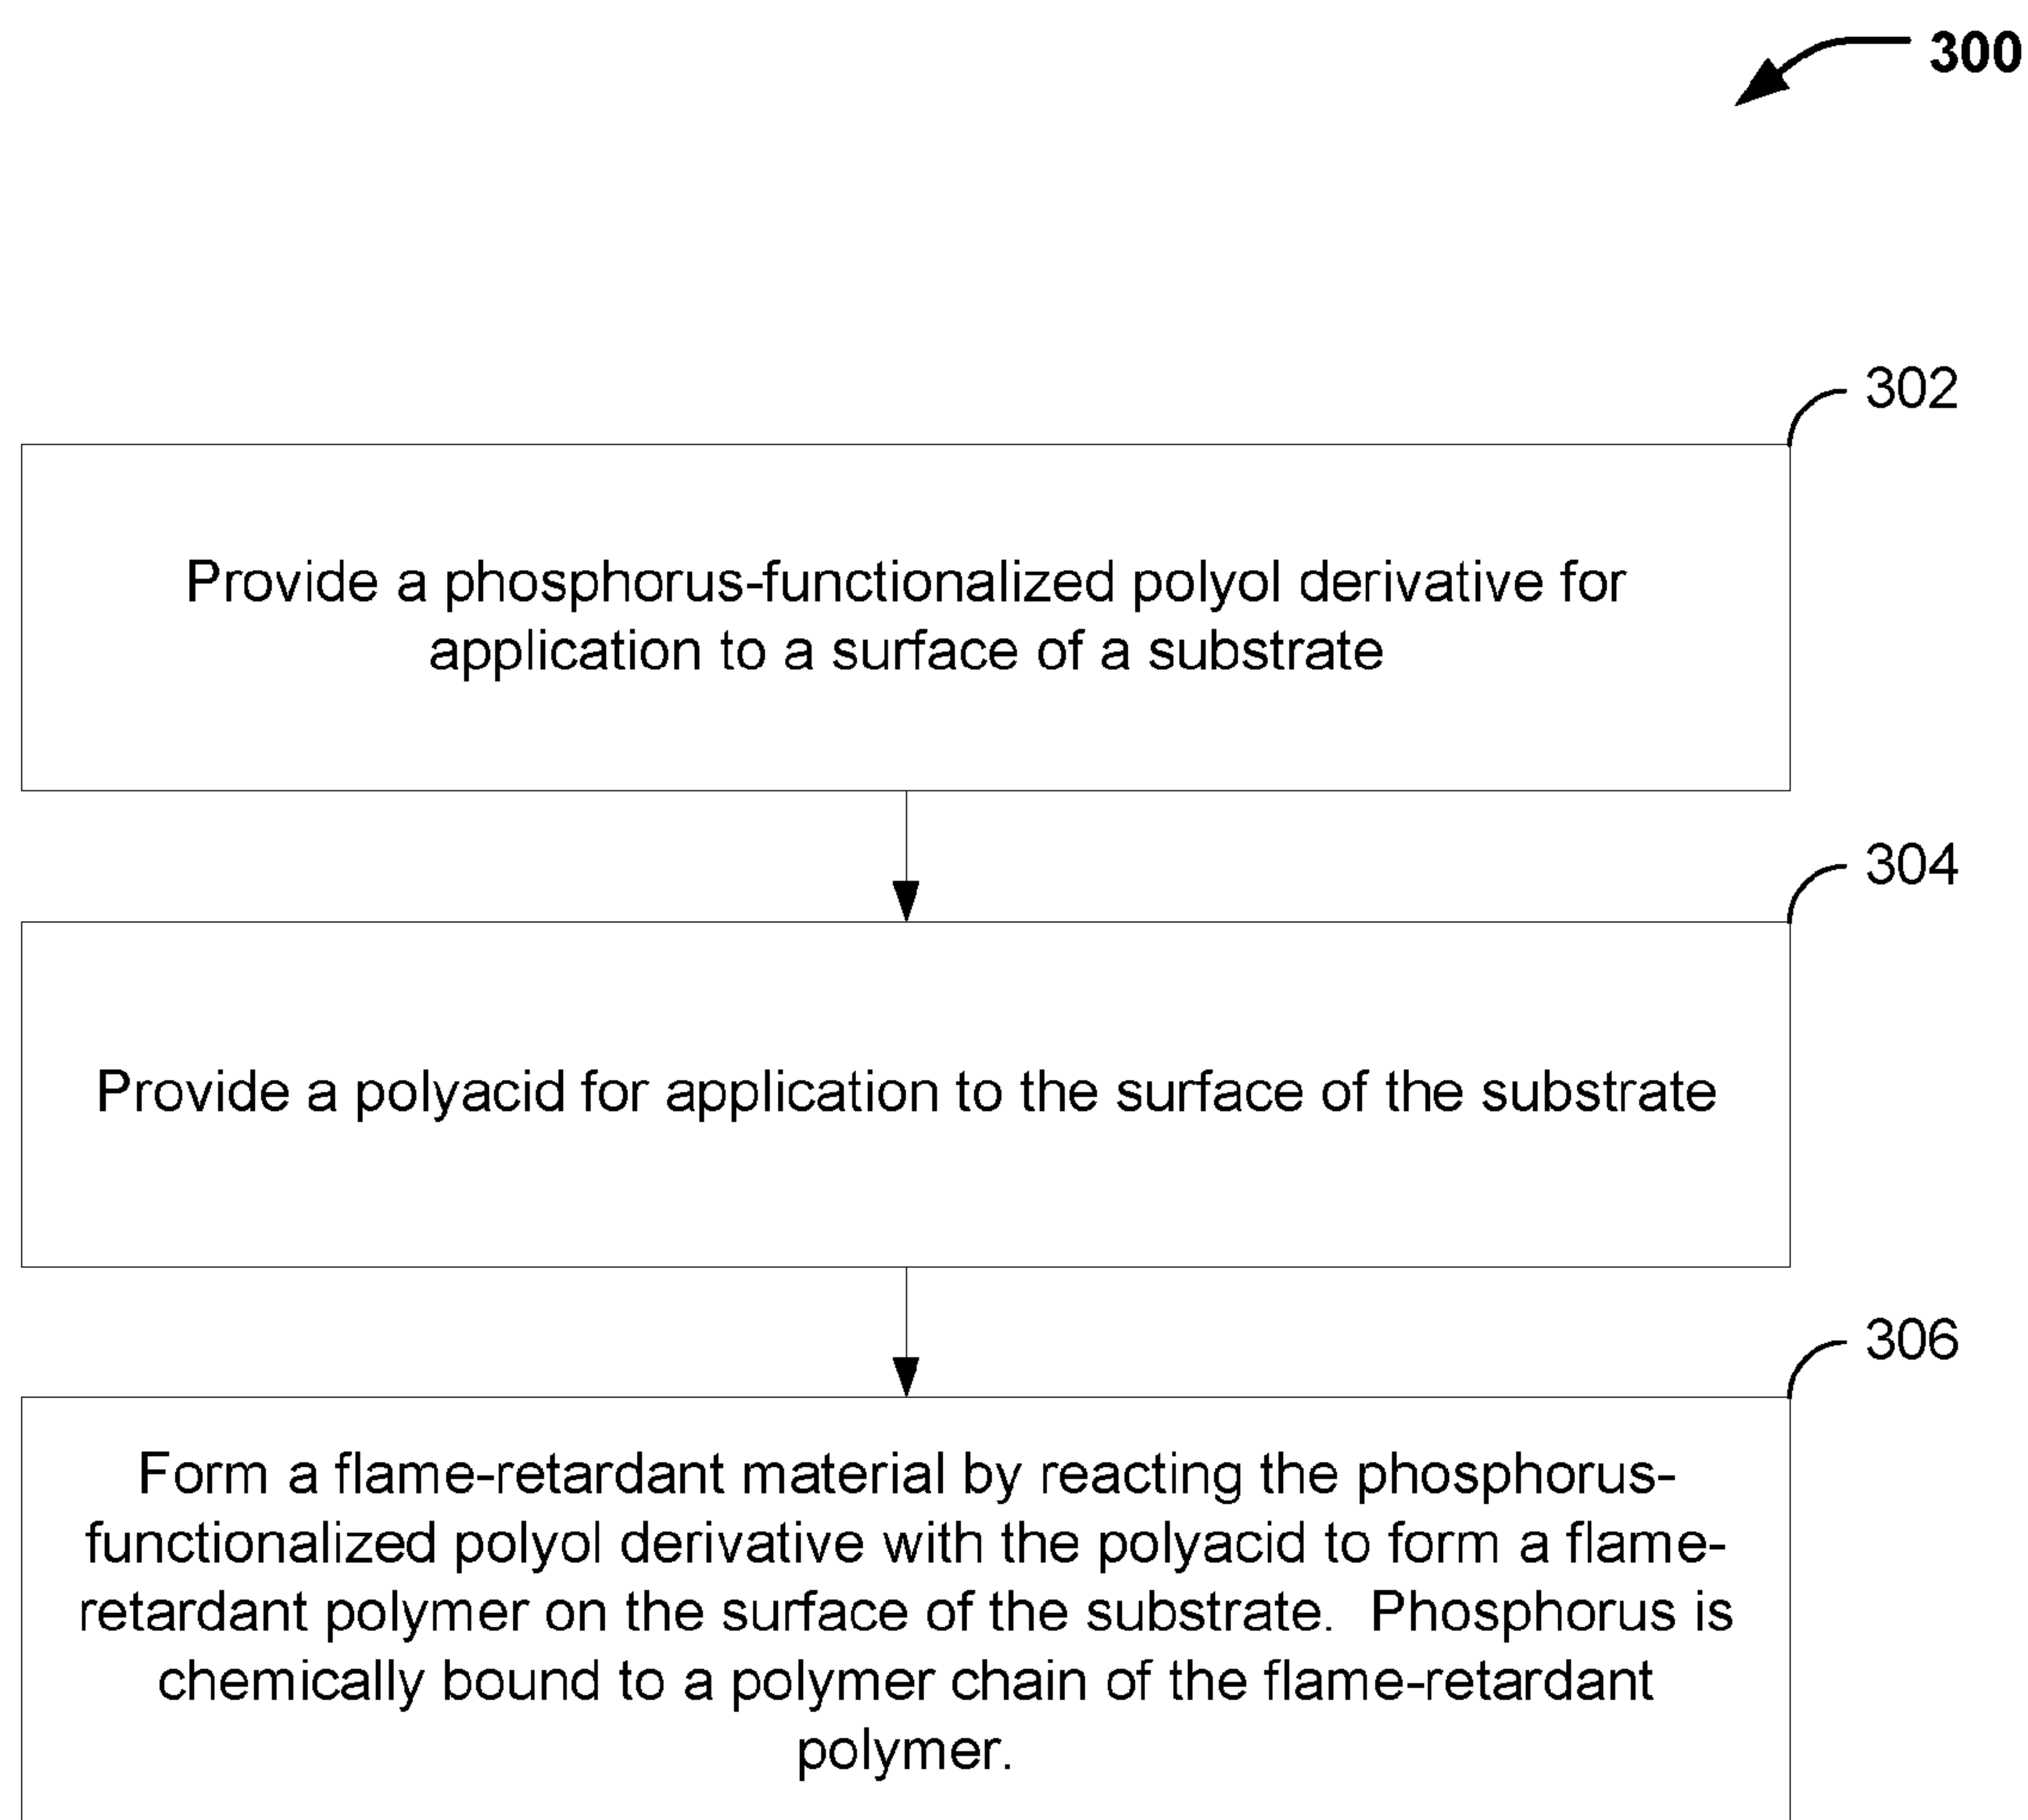 300
302
Provide a phosphorus-functionalized polyol derivative for
application to a surface of a substrate
304
Provide a polyacid for application to the surface of the substrate
306
Form a flame-retardant material by reacting the phosphorus-
functionalized polyol derivative with the polyacid to form a flame-
retardant polymer on the surface of the substrate.  Phosphorus is
chemically bound to a polymer chain of the flame-retardant
polymer.